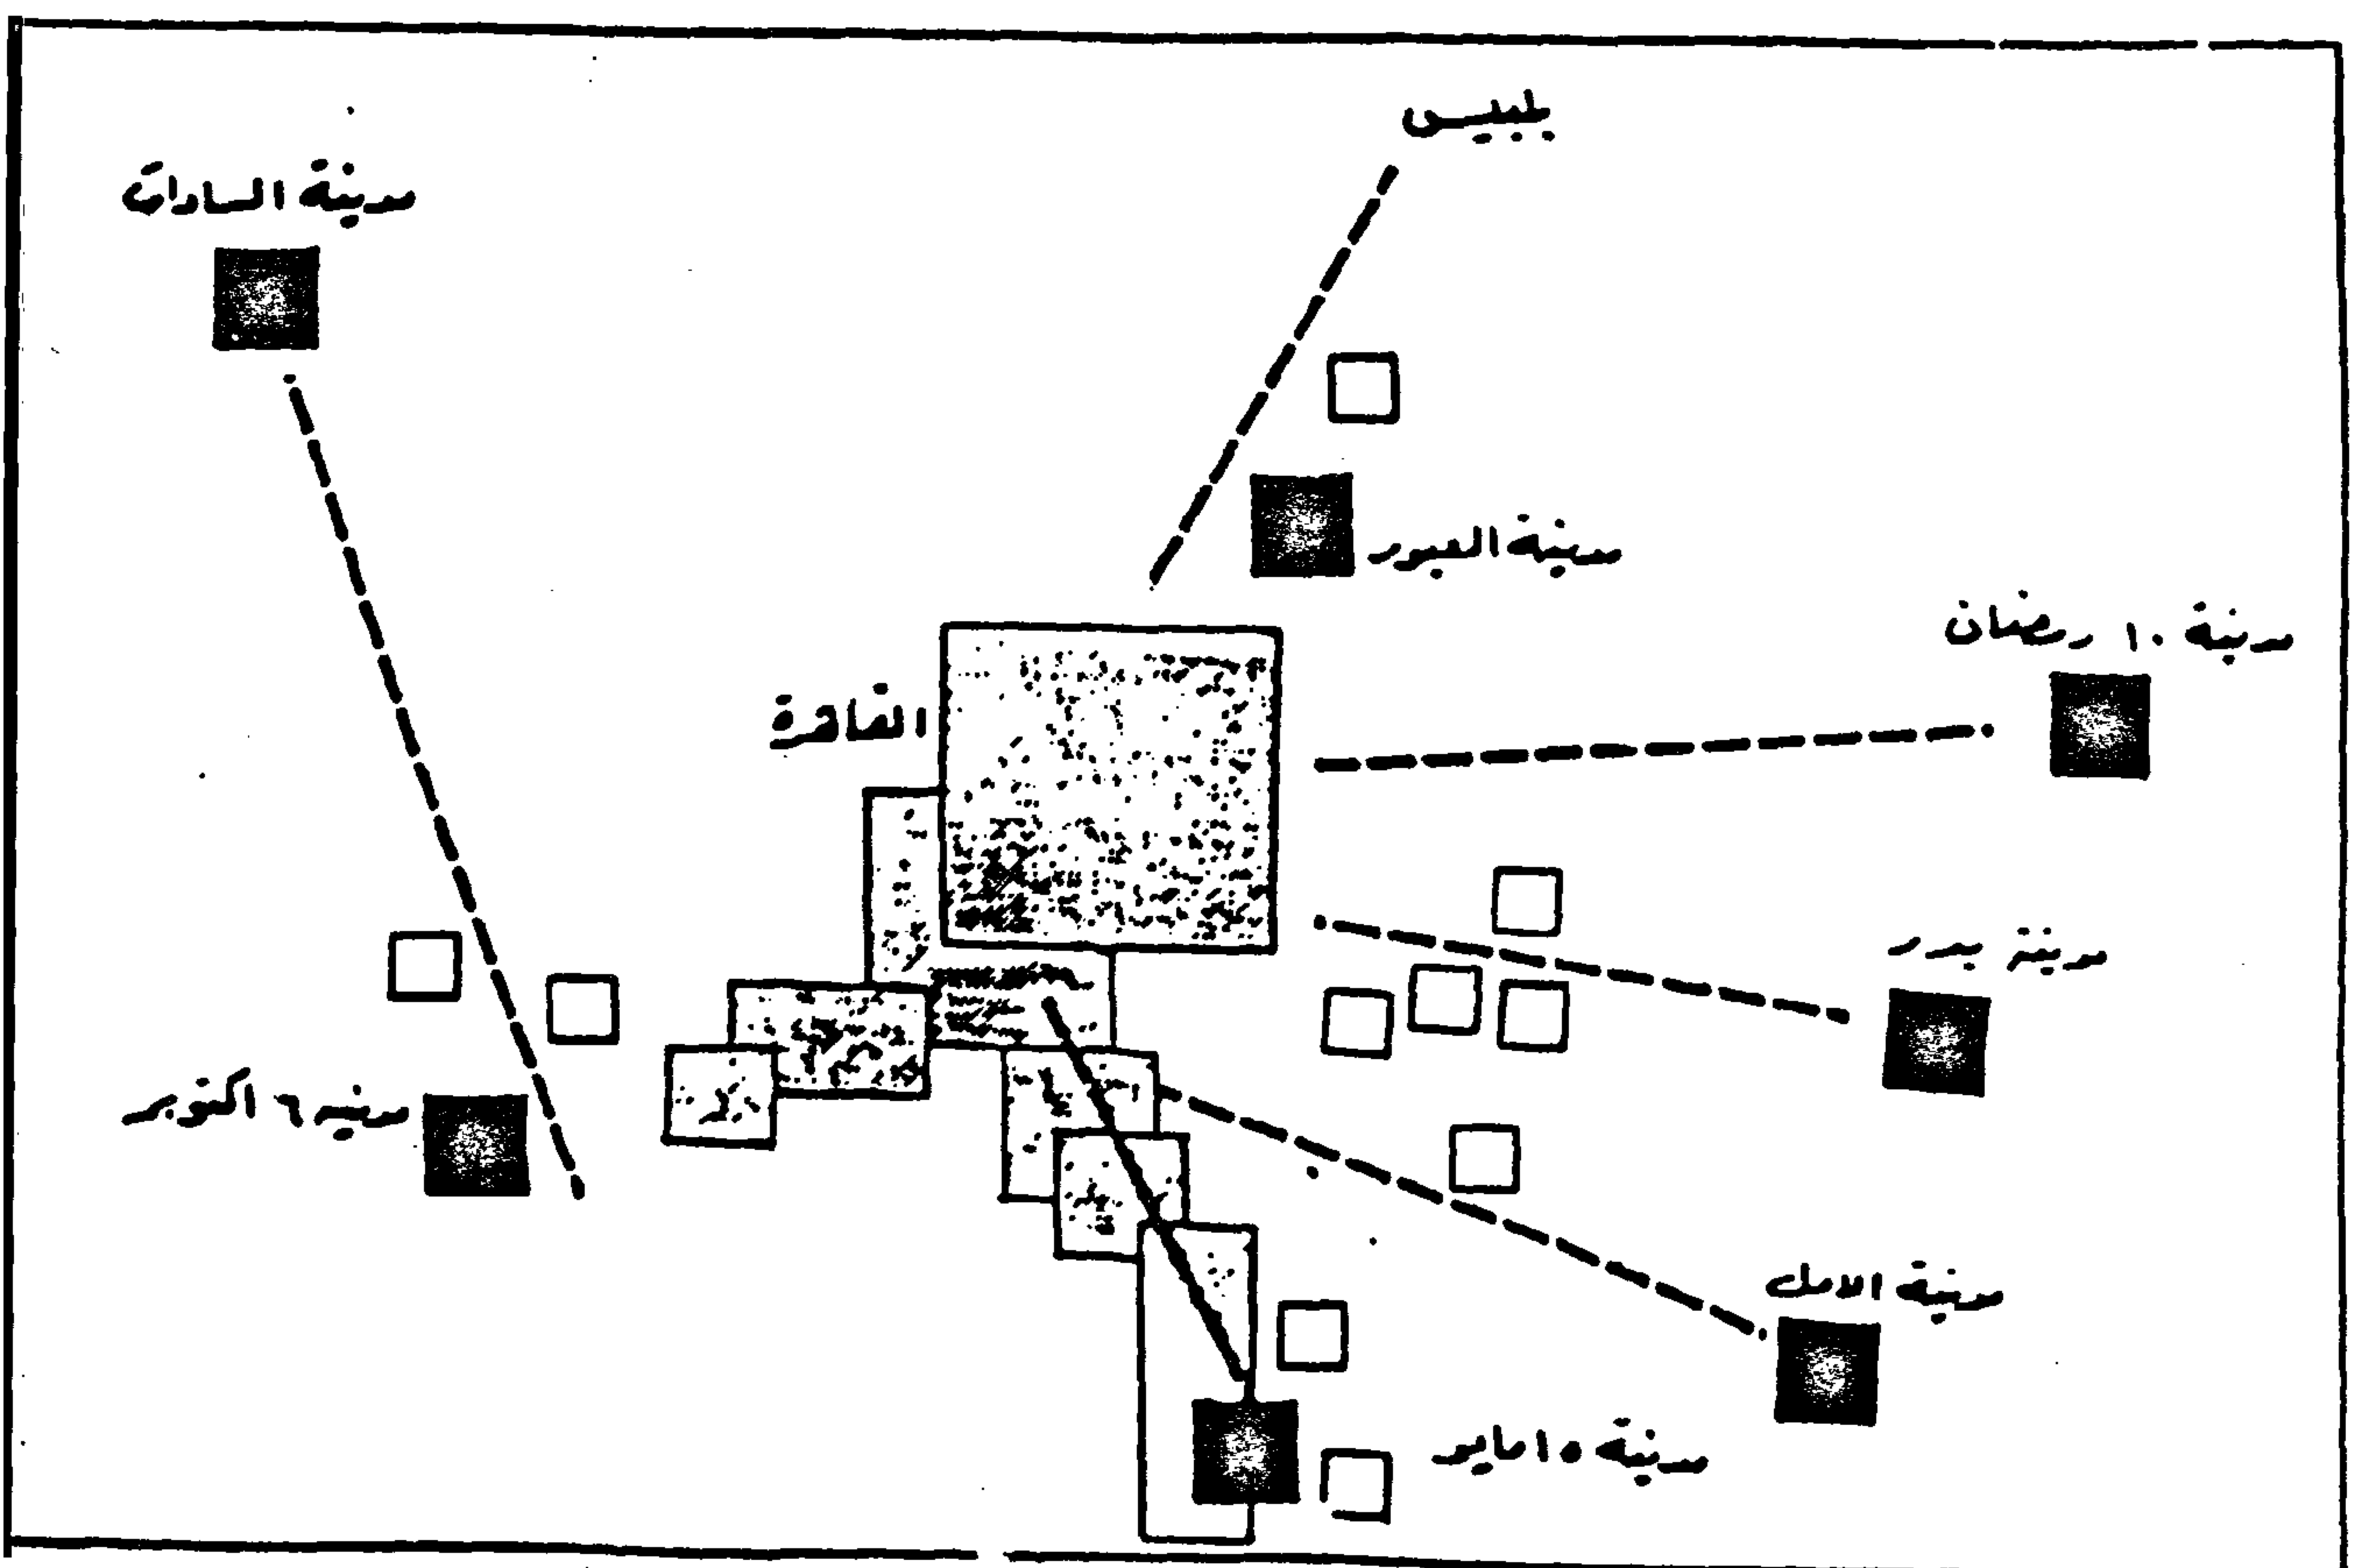 بلبيس
مدينة السادات
مدينة العبور
مدينة ١٠ رمضان
القاهرة
مدينة بدر
مدينة ٦ اكتوبر
مدينة الامل
مدينة ١٥ مايو